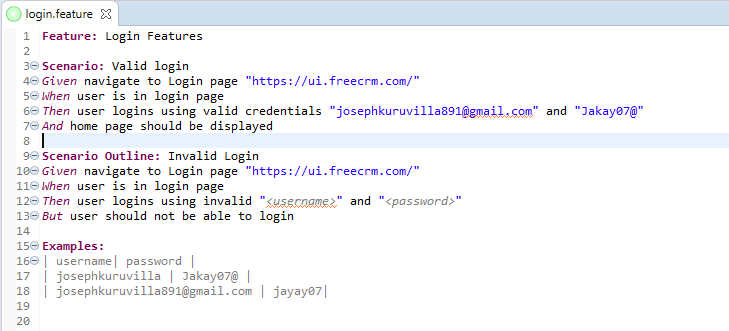 login.feature
1 Feature: Login Features
2
3 Scenario: Valid login
4 Given navigate to Login page "https://ui.freecrm.com/"
5 When user is in login page
6 Then user logins using valid credentials "josephkuruvilla891@gmail.com" and "Jakay07@"
7 And home page should be displayed
8
9 Scenario Outline: Invalid Login
10 Given navigate to Login page "https://ui.freecrm.com/"
11 When user is in login page
12 Then user logins using invalid "<username>" and "<password>"
13 But user should not be able to login
14
15 Examples:
16 | username| password |
17 | josephkuruvilla | Jakay07@ |
18 | josephkuruvilla891@gmail.com | jayay07|
19
20